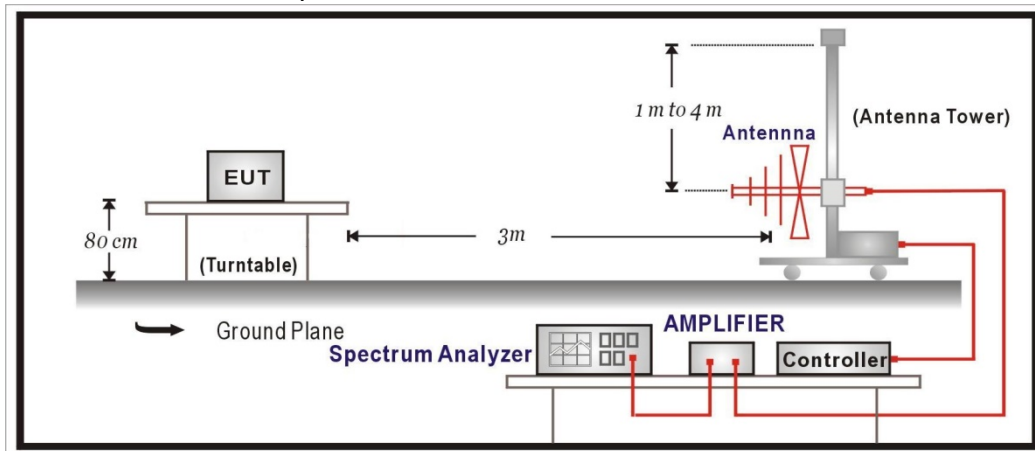 1 m to 4 m
(Antenna Tower)
Antennna
EUT
80 cm
3m
(Turntable)
Ground Plane
AMPLIFIER
Spectrum Analyzer
Controller